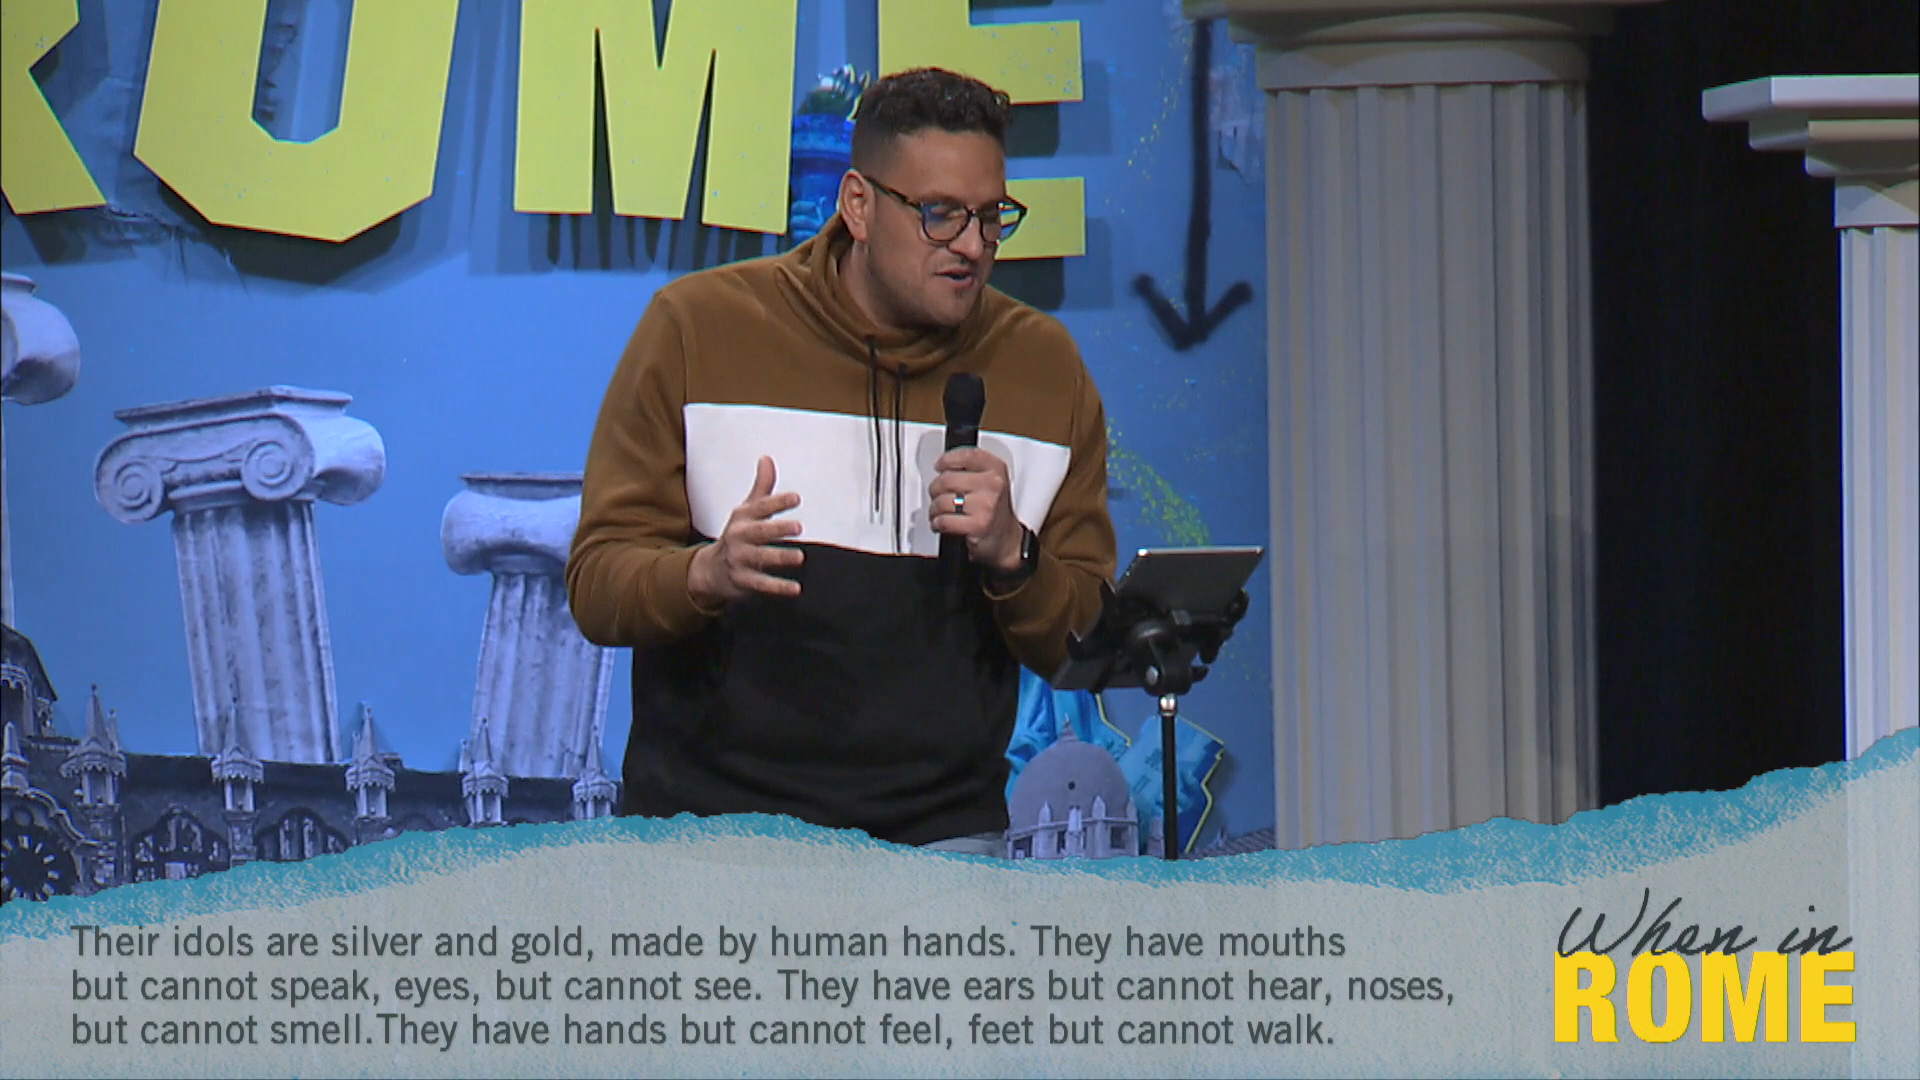 ROME
Their idols are silver and gold, made by human hands. They have mouths
but cannot speak, eyes, but cannot see. They have ears but cannot hear, noses,
but cannot smell.They have hands but cannot feel, feet but cannot walk.
When in
ROME